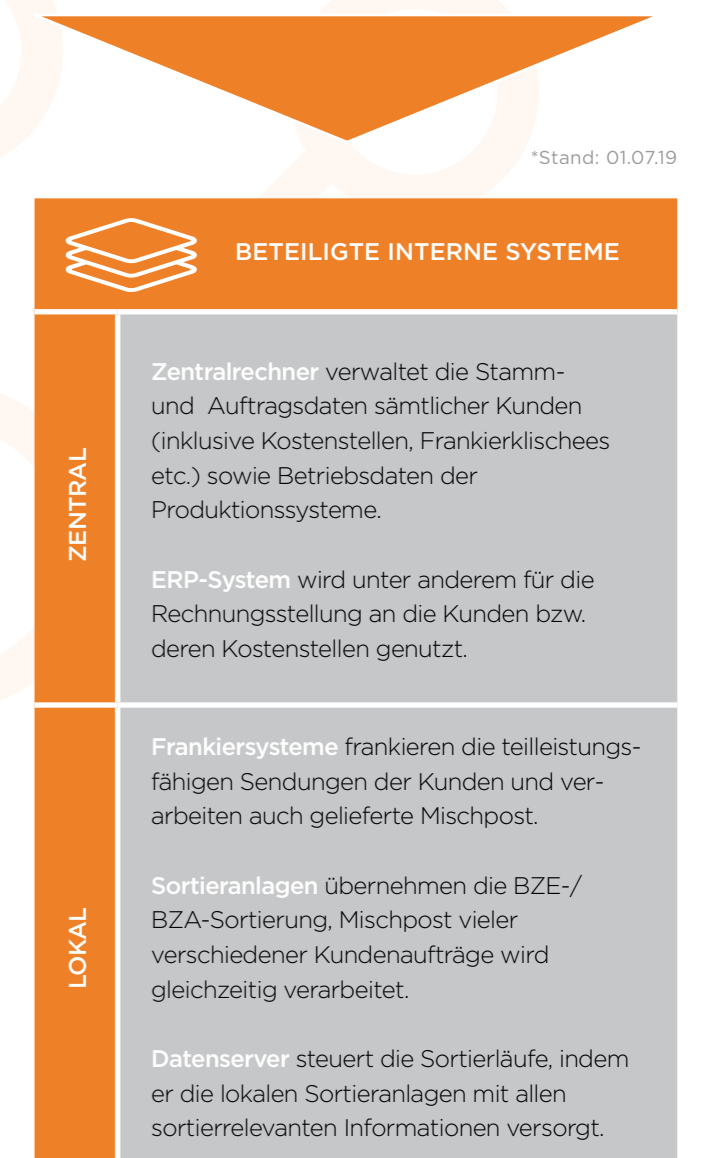 *Stand: 01.07.19
BETEILIGTE INTERNE SYSTEME
ZENTRAL
Zentralrechner verwaltet die Stamm-
und Auftragsdaten sämtlicher Kunden
(inklusive Kostenstellen, Frankierklischees
etc.) sowie Betriebsdaten der
Produktionssysteme.
ERP-System wird unter anderem für die
Rechnungsstellung an die Kunden bzw.
deren Kostenstellen genutzt.
LOKAL
Frankiersysteme frankieren die teilleistungs-
fähigen Sendungen der Kunden und ver-
arbeiten auch gelieferte Mischpost.
Sortieranlagen übernehmen die BZE-/
BZA-Sortierung, Mischpost vieler
verschiedener Kundenaufträge wird
gleichzeitig verarbeitet.
Datenserver steuert die Sortierläufe, indem
er die lokalen Sortieranlagen mit allen
sortierrelevanten Informationen versorgt.